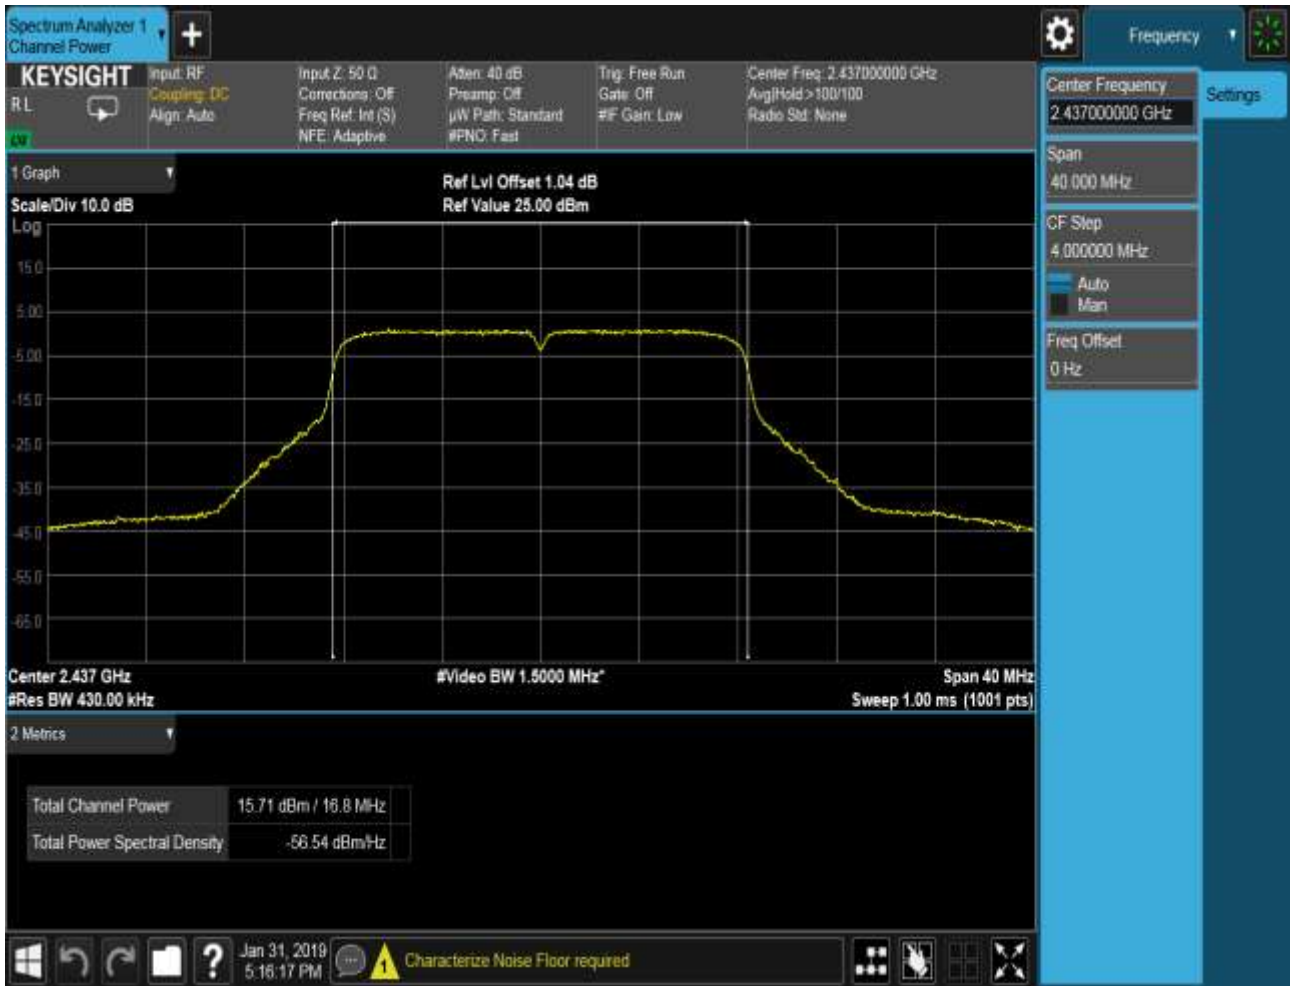 Spectrum Analyzer 1
Channel Power
Frequency
KEYSIGHT
R L
Input: RF
Coupling: DC
Align: Auto
Input Z: 50 Ω
Corrections: Off
Freq Ref: Int (S)
NFE: Adaptive
Atten: 40 dB
Preamp: Off
µW Path: Standard
#PNO: Fast
Trig: Free Run
Gate: Off
#IF Gain: Low
Center Freq: 2.437000000 GHz
Avg|Hold:>100/100
Radio Std: None
Center Frequency
2.437000000 GHz
Settings
Span
40.000 MHz
CF Step
4.000000 MHz
Auto
Man
Freq Offset
0 Hz
1 Graph
Scale/Div 10.0 dB
Ref Lvl Offset 1.04 dB
Ref Value 25.00 dBm
Log
15.0
5.00
-5.00
-15.0
-25.0
-35.0
-45.0
-55.0
-65.0
Center 2.437 GHz
#Res BW 430.00 kHz
#Video BW 1.5000 MHz*
Span 40 MHz
Sweep 1.00 ms (1001 pts)
2 Metrics
Total Channel Power 15.71 dBm / 16.8 MHz
Total Power Spectral Density -56.54 dBm/Hz
?
Jan 31, 2019
5:16:17 PM
1
Characterize Noise Floor required